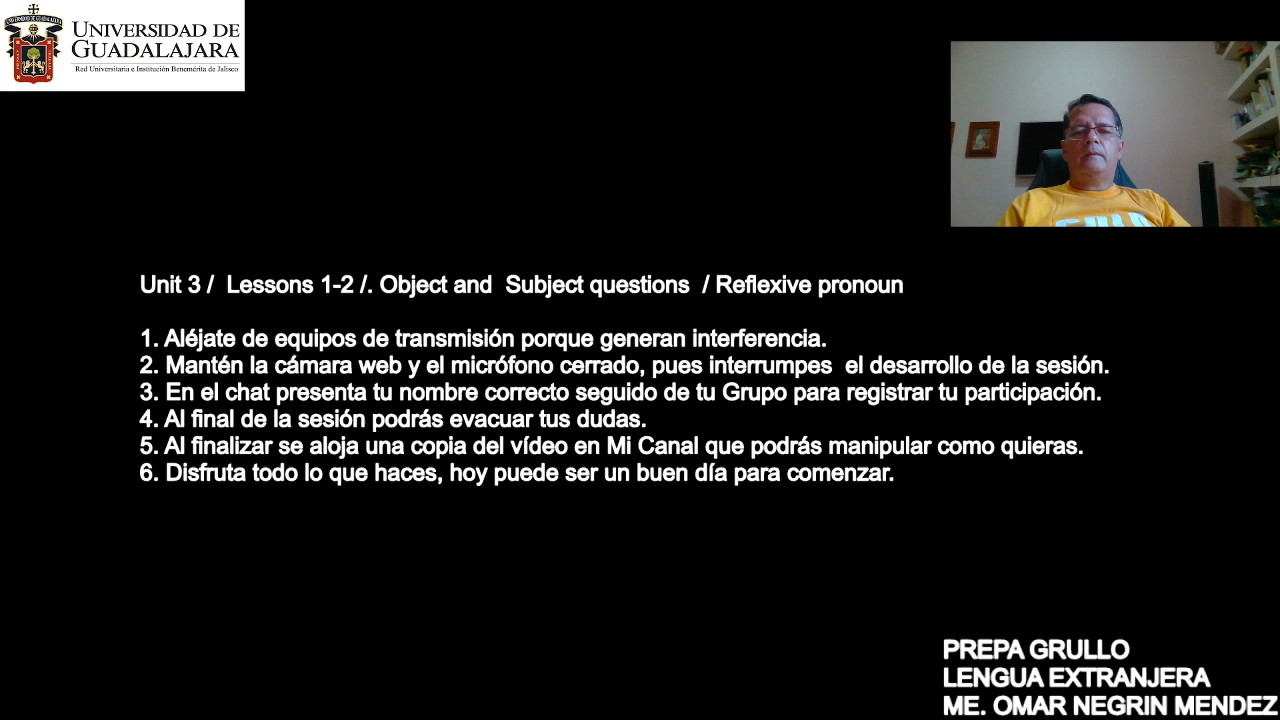 UNIVERSIDAD DE
GUADALAJARA
Red Universitaria e Institución Benemérita de Jalisco
Unit 3 /  Lessons 1-2 /. Object and  Subject questions  / Reflexive pronoun
1. Aléjate de equipos de transmisión porque generan interferencia.
2. Mantén la cámara web y el micrófono cerrado, pues interrumpes  el desarrollo de la sesión.
3. En el chat presenta tu nombre correcto seguido de tu Grupo para registrar tu participación.
4. Al final de la sesión podrás evacuar tus dudas.
5. Al finalizar se aloja una copia del vídeo en Mi Canal que podrás manipular como quieras.
6. Disfruta todo lo que haces, hoy puede ser un buen día para comenzar.
PREPA GRULLO
LENGUA EXTRANJERA
ME. OMAR NEGRIN MENDEZ